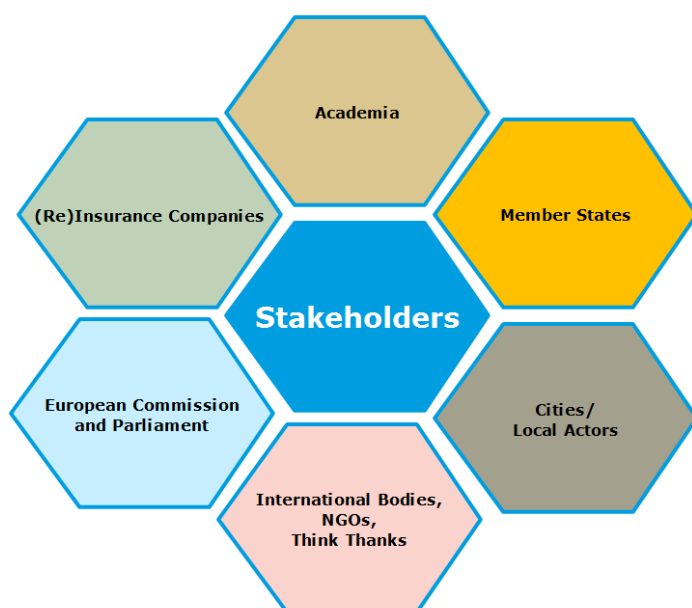 Academia
(Re)Insurance Companies
Member States
Stakeholders
European Commission
and Parliament
Cities/
Local Actors
International Bodies,
NGOs,
Think Thanks